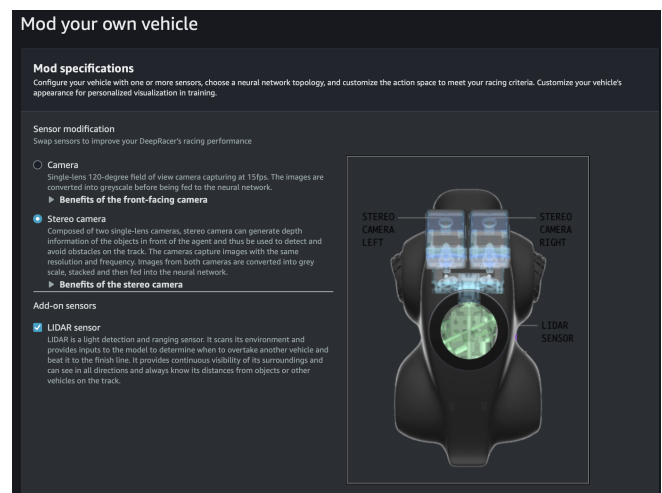 Mod your own vehicle
Mod specifications
Configure your vehicle with one or more sensors, choose a neural network topology, and customize the action space to meet your racing criteria. Customize your vehicle's
appearance for personalized visualization in training.
Sensor modification
Swap sensors to improve your DeepRacer's racing performance
Camera
Single-lens 120-degree field of view camera capturing at 15fps. The images are
converted into greyscale before being fed to the neural network.
Benefits of the front-facing camera
Stereo camera
Composed of two single-lens cameras, stereo camera can generate depth
information of the objects in front of the agent and thus be used to detect and
avoid obstacles on the track. The cameras capture images with the same
resolution and frequency. Images from both cameras are converted into grey
scale, stacked and then fed into the neural network.
Benefits of the stereo camera
Add-on sensors
LIDAR sensor
LIDAR is a light detection and ranging sensor. It scans its environment and
provides inputs to the model to determine when to overtake another vehicle and
beat it to the finish line. It provides continuous visibility of its surroundings and
can see in all directions and always know its distances from objects or other
vehicles on the track.
STEREO
CAMERA
LEFT
STEREO
CAMERA
RIGHT
LIDAR
SENSOR